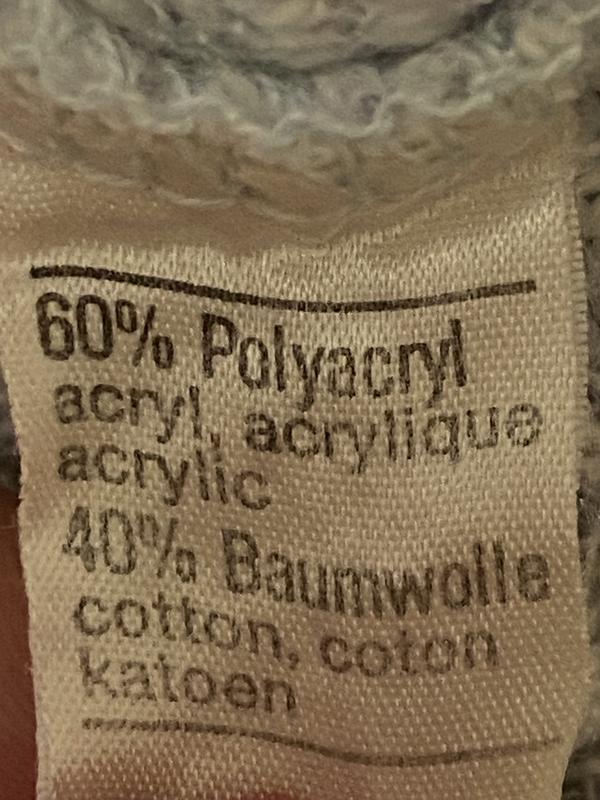 60% Polyacryl
acryl, acrylique
acrylic
40% Baumwolle
cotton, coton
katoen